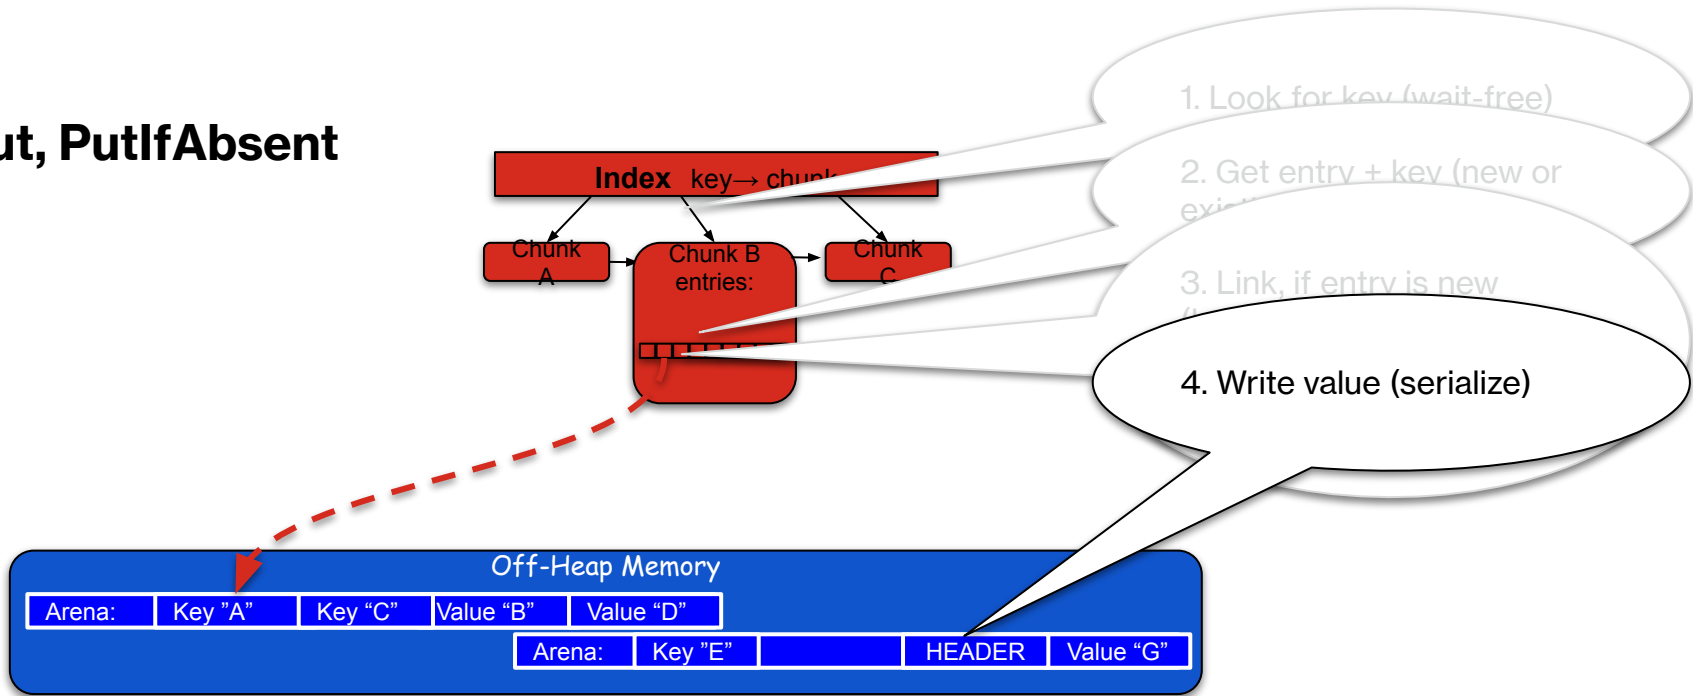 ut, PutIfAbsent
1. Look for key (wait-free)
2. Get entry + key (new or
3. Link, if entry is new
4. Write value (serialize)
Index key→ chunk
Chunk
A
Chunk B
entries:
Chunk
C
Off-Heap Memory
Arena: Key ”A” Key “C” Value “B” Value “D”
Arena: Key ”E” HEADER Value “G”